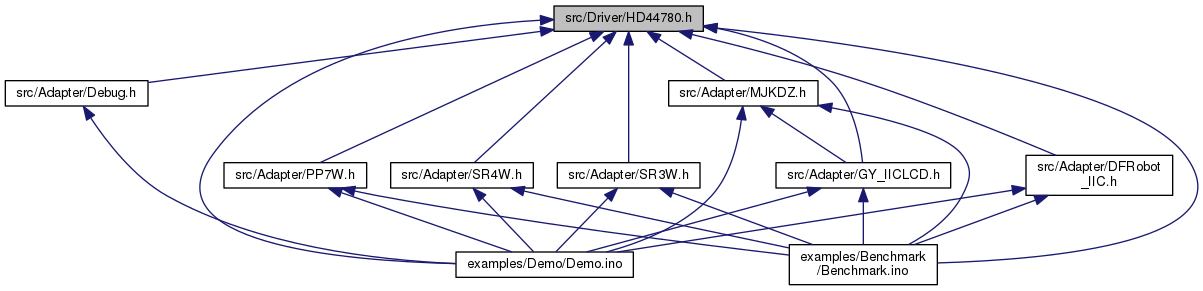 src/Driver/HD44780.h
src/Adapter/Debug.h
src/Adapter/MJKDZ.h
src/Adapter/PP7W.h
src/Adapter/SR4W.h
src/Adapter/SR3W.h
src/Adapter/GY_IICLCD.h
src/Adapter/DFRobot
_IIC.h
examples/Demo/Demo.ino
examples/Benchmark
/Benchmark.ino